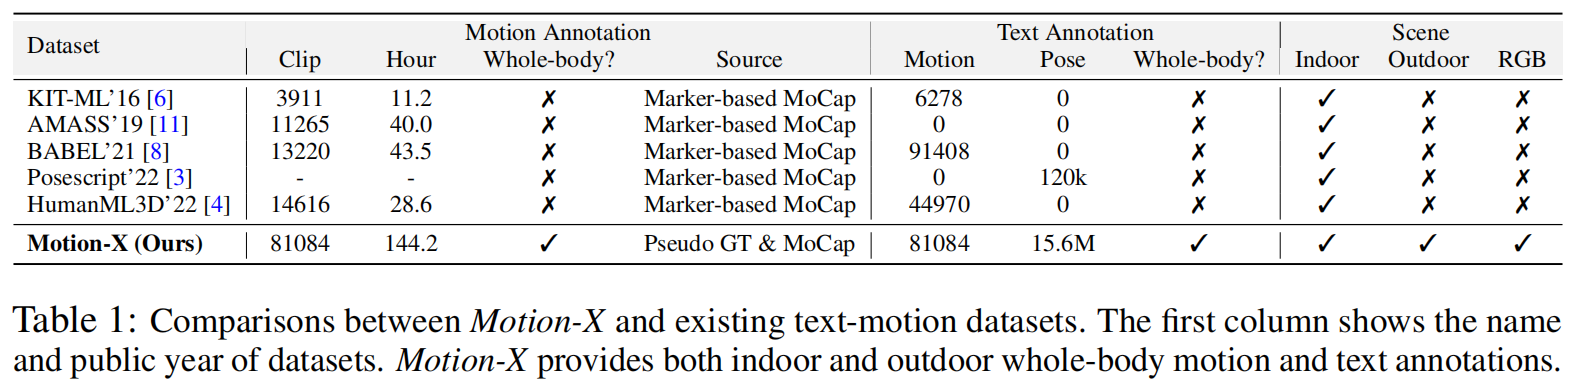 Dataset Motion Annotation Text Annotation Scene
Clip Hour Whole-body? Source Motion Pose Whole-body? Indoor Outdoor RGB
KIT-ML’16 [6] 3911 11.2 ✗ Marker-based MoCap 6278 0 ✗ ✓ ✗ ✗
AMASS’19 [11] 11265 40.0 ✗ Marker-based MoCap 0 0 ✗ ✓ ✗ ✗
BABEL’21 [8] 13220 43.5 ✗ Marker-based MoCap 91408 0 ✗ ✓ ✗ ✗
Posescript’22 [3] - - ✗ Marker-based MoCap 0 120k ✗ ✓ ✗ ✗
HumanML3D’22 [4] 14616 28.6 ✗ Marker-based MoCap 44970 0 ✗ ✓ ✗ ✗
Motion-X (Ours) 81084 144.2 ✓ Pseudo GT & MoCap 81084 15.6M ✓ ✓ ✓ ✓
Table 1: Comparisons between Motion-X and existing text-motion datasets. The first column shows the name
and public year of datasets. Motion-X provides both indoor and outdoor whole-body motion and text annotations.